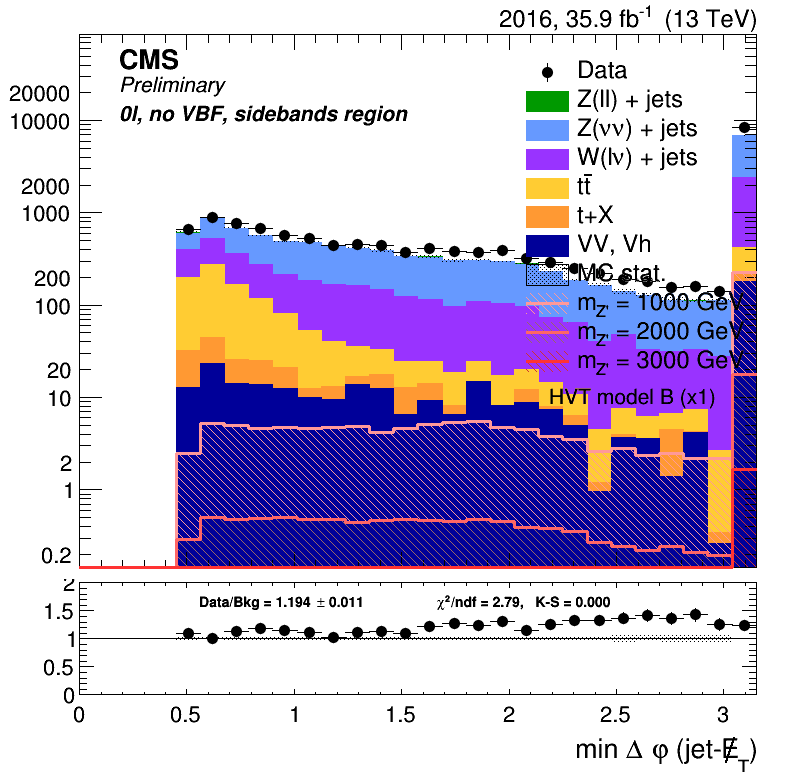 2016, 35.9 fb⁻¹ (13 TeV)
CMS
Preliminary
0l, no VBF, sidebands region
Data
Z(ll) + jets
Z(νν) + jets
W(lν) + jets
tt̄
t+X
VV, Vh
MC stat.
m_Z' = 1000 GeV
m_Z' = 2000 GeV
m_Z' = 3000 GeV
HVT model B (x1)
20000
10000
2000
1000
200
100
20
10
2
1
0.2
Data/Bkg = 1.194 ± 0.011 χ²/ndf = 2.79, K-S = 0.000
2
1.5
1
0.5
0
0 0.5 1 1.5 2 2.5 3
min Δ φ (jet-E̸_T)